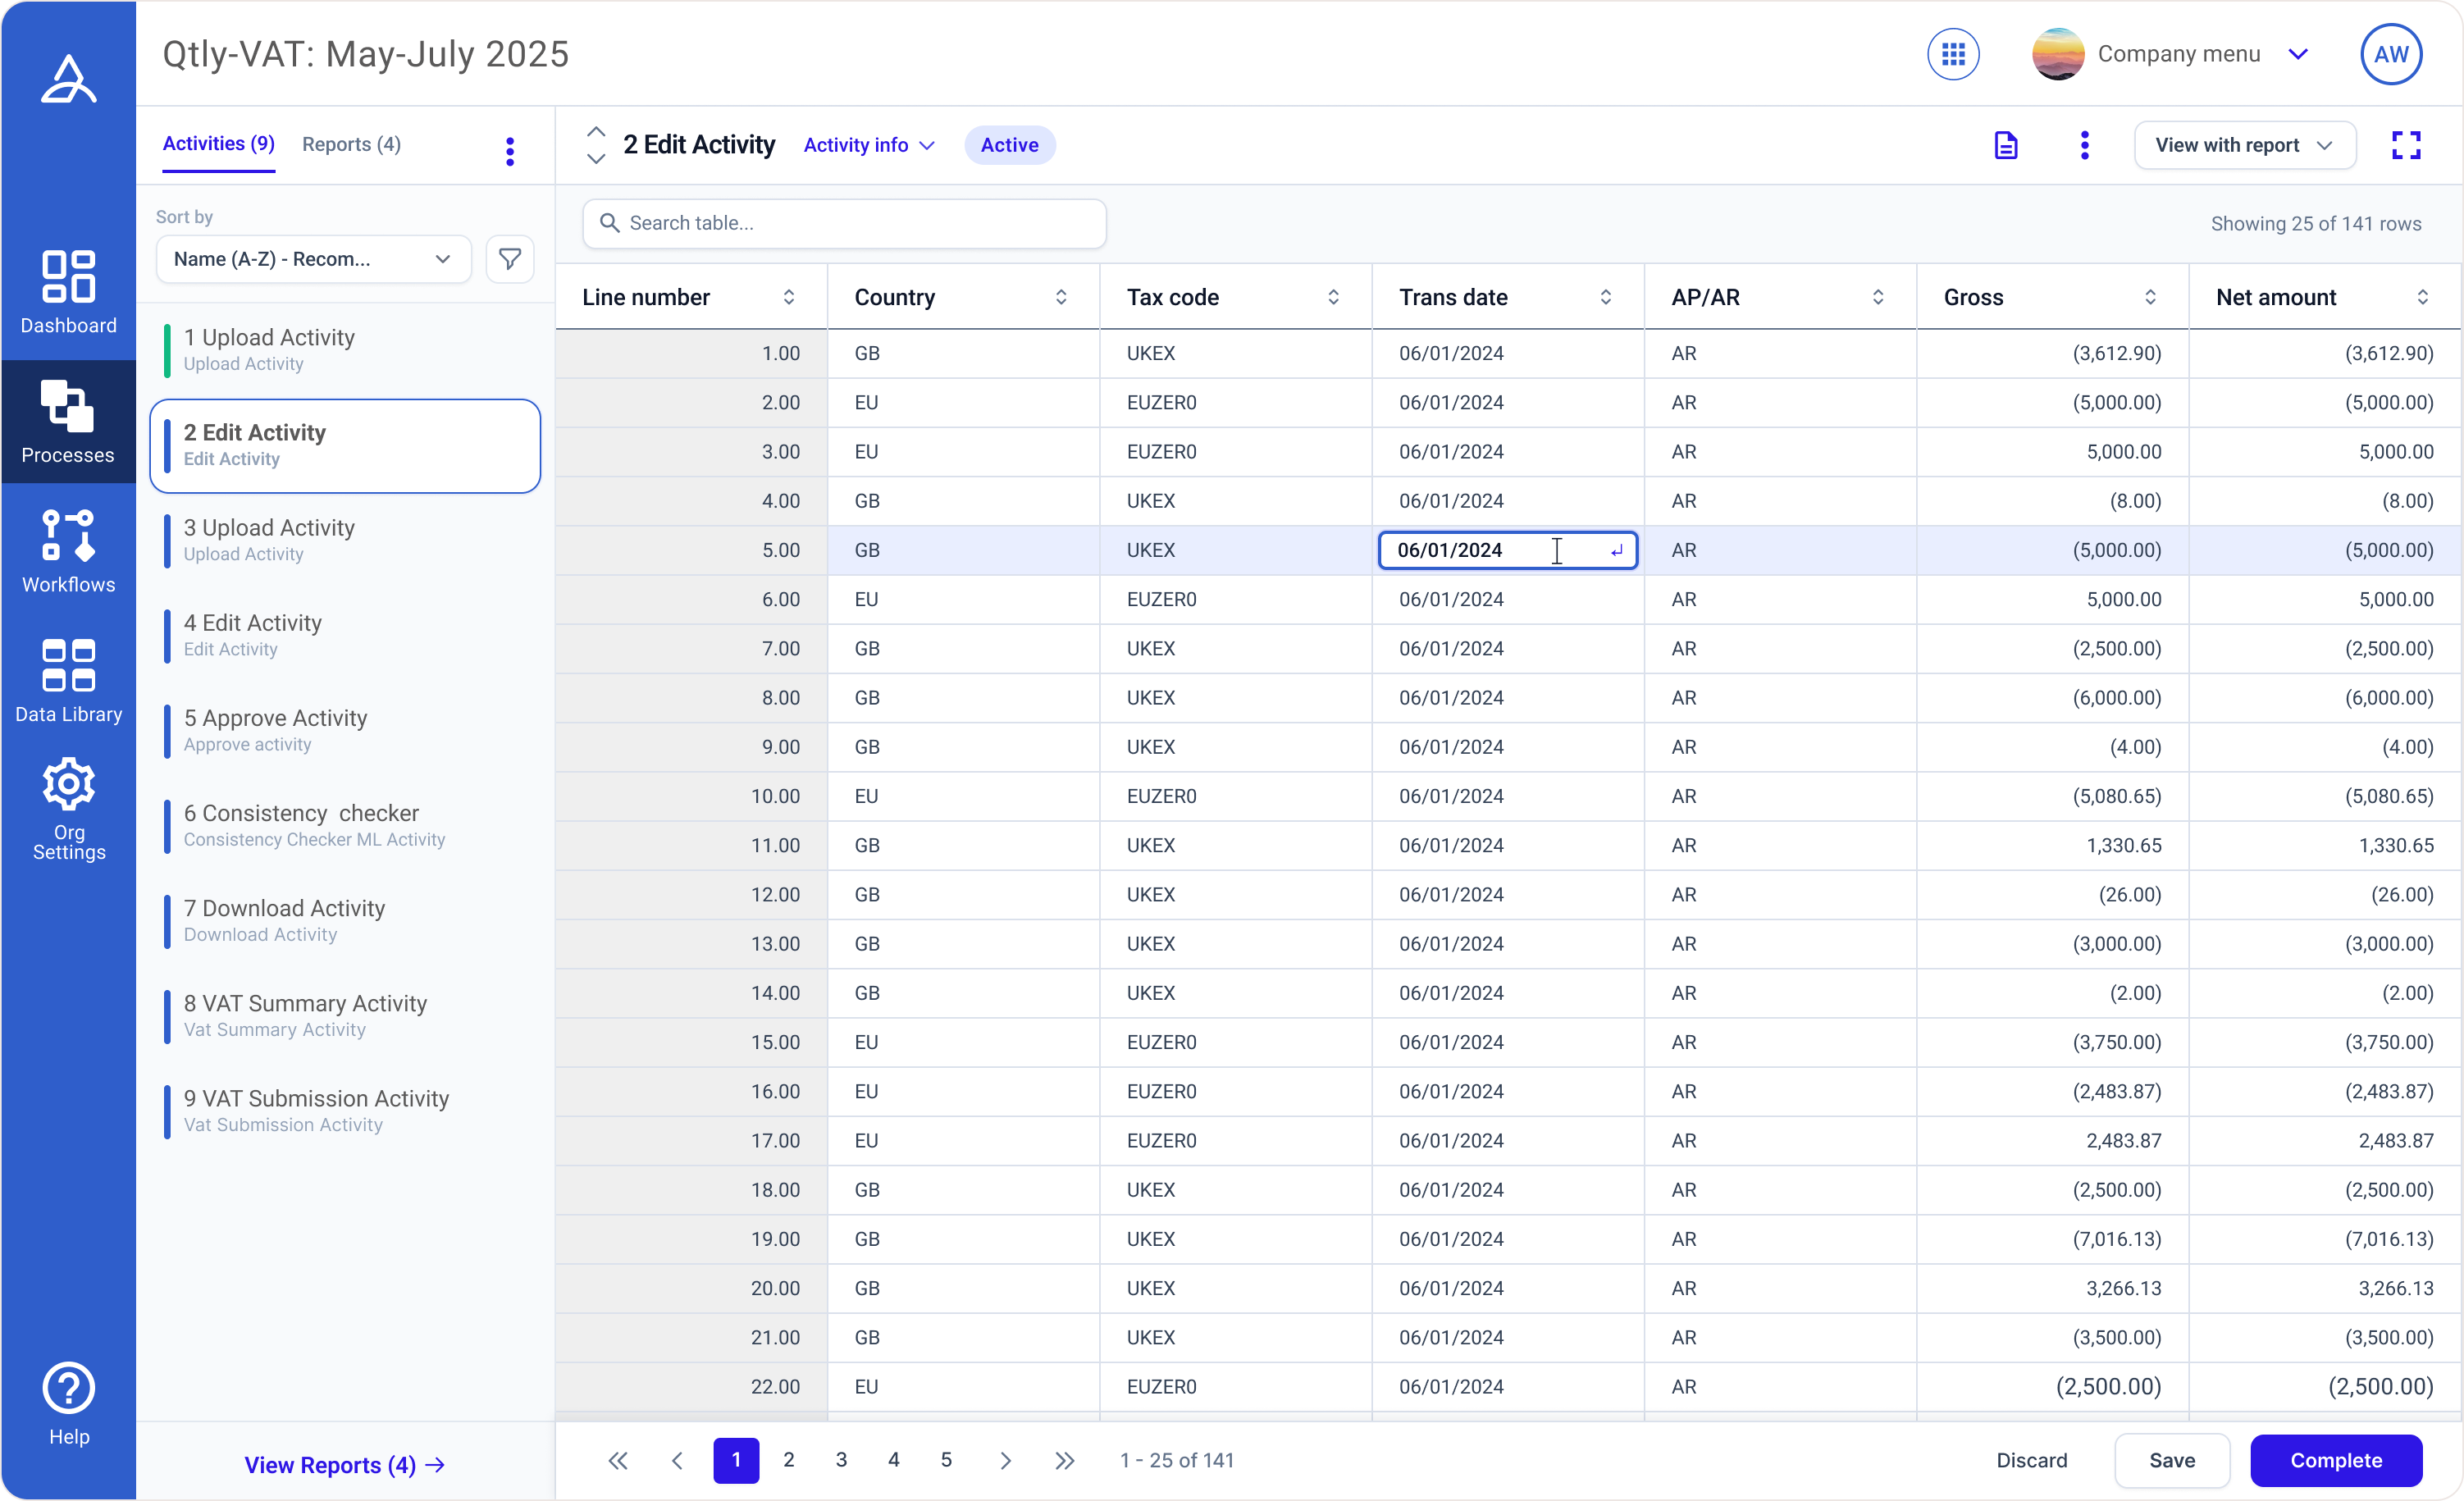 Qtly-VAT: May-July 2025
Company menu
AW
Dashboard
Processes
Workflows
Data Library
Org
Settings
Help
Activities (9)
Reports (4)
Sort by
Name (A-Z) - Recom...
1 Upload Activity
Upload Activity
2 Edit Activity
Edit Activity
3 Upload Activity
Upload Activity
4 Edit Activity
Edit Activity
5 Approve Activity
Approve activity
6 Consistency  checker
Consistency Checker ML Activity
7 Download Activity
Download Activity
8 VAT Summary Activity
Vat Summary Activity
9 VAT Submission Activity
Vat Submission Activity
View Reports (4) →
2 Edit Activity
Activity info
Active
View with report
Search table...
Showing 25 of 141 rows
Line number Country Tax code Trans date AP/AR Gross Net amount
1.00 GB UKEX 06/01/2024 AR (3,612.90) (3,612.90)
2.00 EU EUZER0 06/01/2024 AR (5,000.00) (5,000.00)
3.00 EU EUZER0 06/01/2024 AR 5,000.00 5,000.00
4.00 GB UKEX 06/01/2024 AR (8.00) (8.00)
5.00 GB UKEX 06/01/2024 AR (5,000.00) (5,000.00)
6.00 EU EUZER0 06/01/2024 AR 5,000.00 5,000.00
7.00 GB UKEX 06/01/2024 AR (2,500.00) (2,500.00)
8.00 GB UKEX 06/01/2024 AR (6,000.00) (6,000.00)
9.00 GB UKEX 06/01/2024 AR (4.00) (4.00)
10.00 EU EUZER0 06/01/2024 AR (5,080.65) (5,080.65)
11.00 GB UKEX 06/01/2024 AR 1,330.65 1,330.65
12.00 GB UKEX 06/01/2024 AR (26.00) (26.00)
13.00 GB UKEX 06/01/2024 AR (3,000.00) (3,000.00)
14.00 GB UKEX 06/01/2024 AR (2.00) (2.00)
15.00 EU EUZER0 06/01/2024 AR (3,750.00) (3,750.00)
16.00 EU EUZER0 06/01/2024 AR (2,483.87) (2,483.87)
17.00 EU EUZER0 06/01/2024 AR 2,483.87 2,483.87
18.00 GB UKEX 06/01/2024 AR (2,500.00) (2,500.00)
19.00 GB UKEX 06/01/2024 AR (7,016.13) (7,016.13)
20.00 GB UKEX 06/01/2024 AR 3,266.13 3,266.13
21.00 GB UKEX 06/01/2024 AR (3,500.00) (3,500.00)
22.00 EU EUZER0 06/01/2024 AR (2,500.00) (2,500.00)
1 2 3 4 5 1 - 25 of 141
Discard
Save
Complete